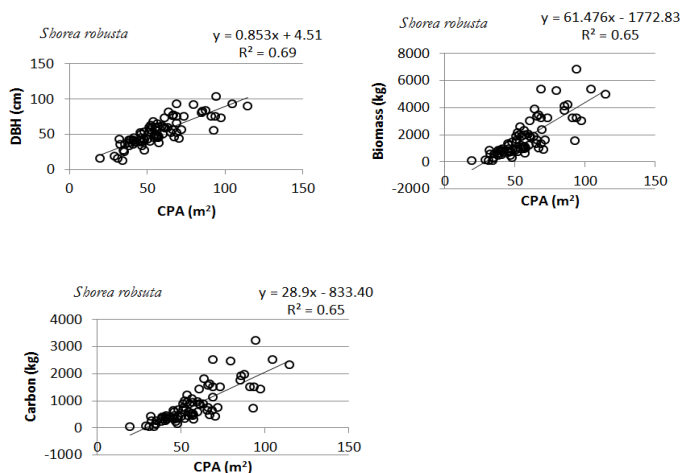 Shorea robusta
y = 0.853x + 4.51
R² = 0.69
150
100
50
0
0 50 100 150
DBH (cm)
CPA (m²)
Shorea robusta
y = 61.476x - 1772.83
R² = 0.65
8000
6000
4000
2000
0
-2000
0 50 100 150
Biomass (kg)
CPA (m²)
Shorea robsuta
y = 28.9x - 833.40
R² = 0.65
4000
3000
2000
1000
0
-1000
0 50 100 150
Carbon (kg)
CPA (m²)